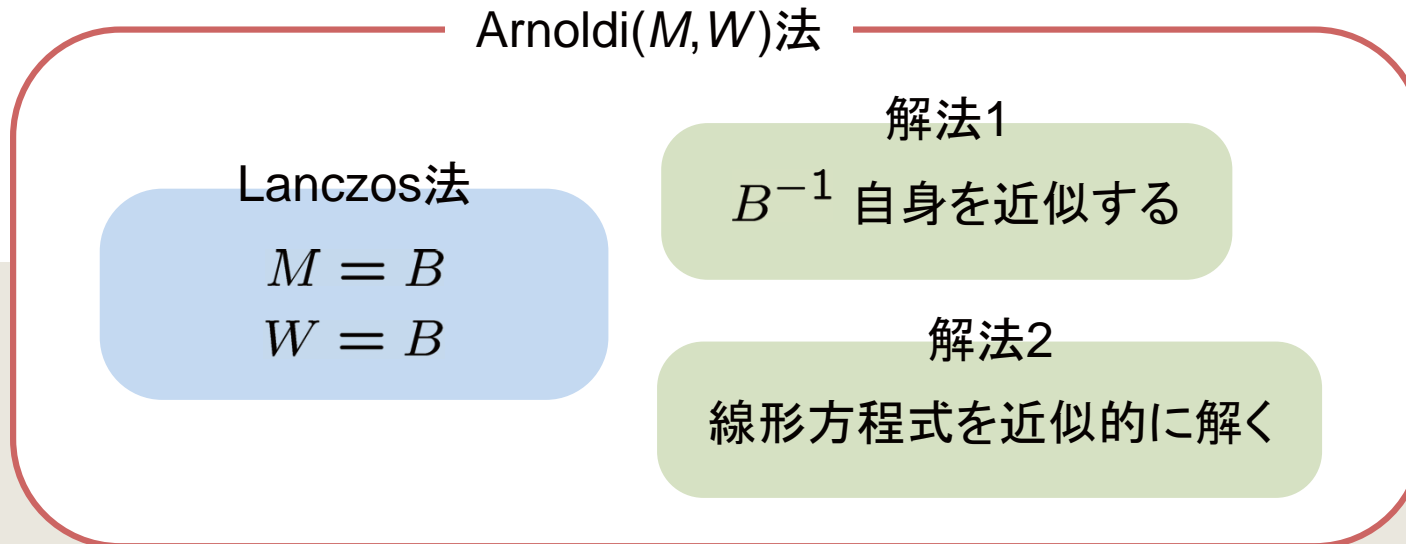 Arnoldi(M,W)法
Lanczos法
M = B
W = B
解法1
B⁻¹ 自身を近似する
解法2
線形方程式を近似的に解く